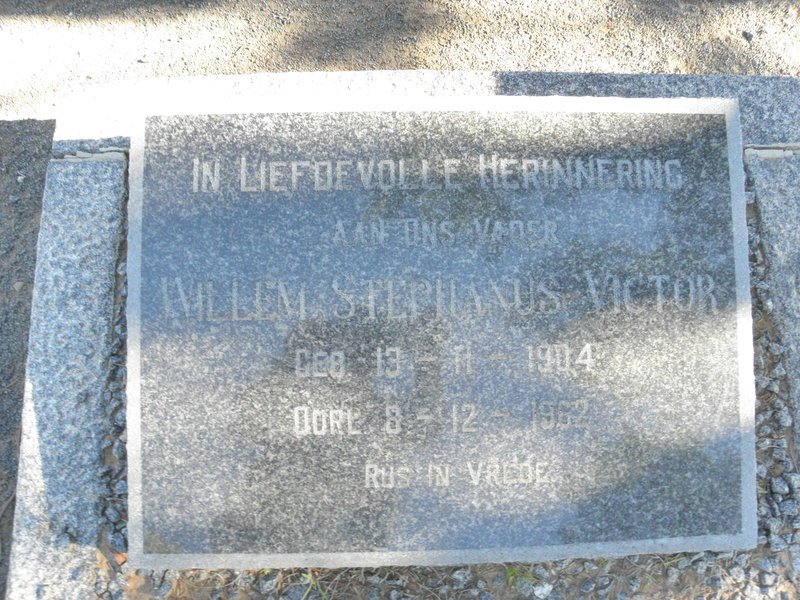 IN LIEFDEVOLLE HERINNERING
AAN ONS VADER
WILLEM STEPHANUS VICTOR
GEB 13 - 11 - 1904
OORL 8 - 12 - 1962
RUS IN VREDE